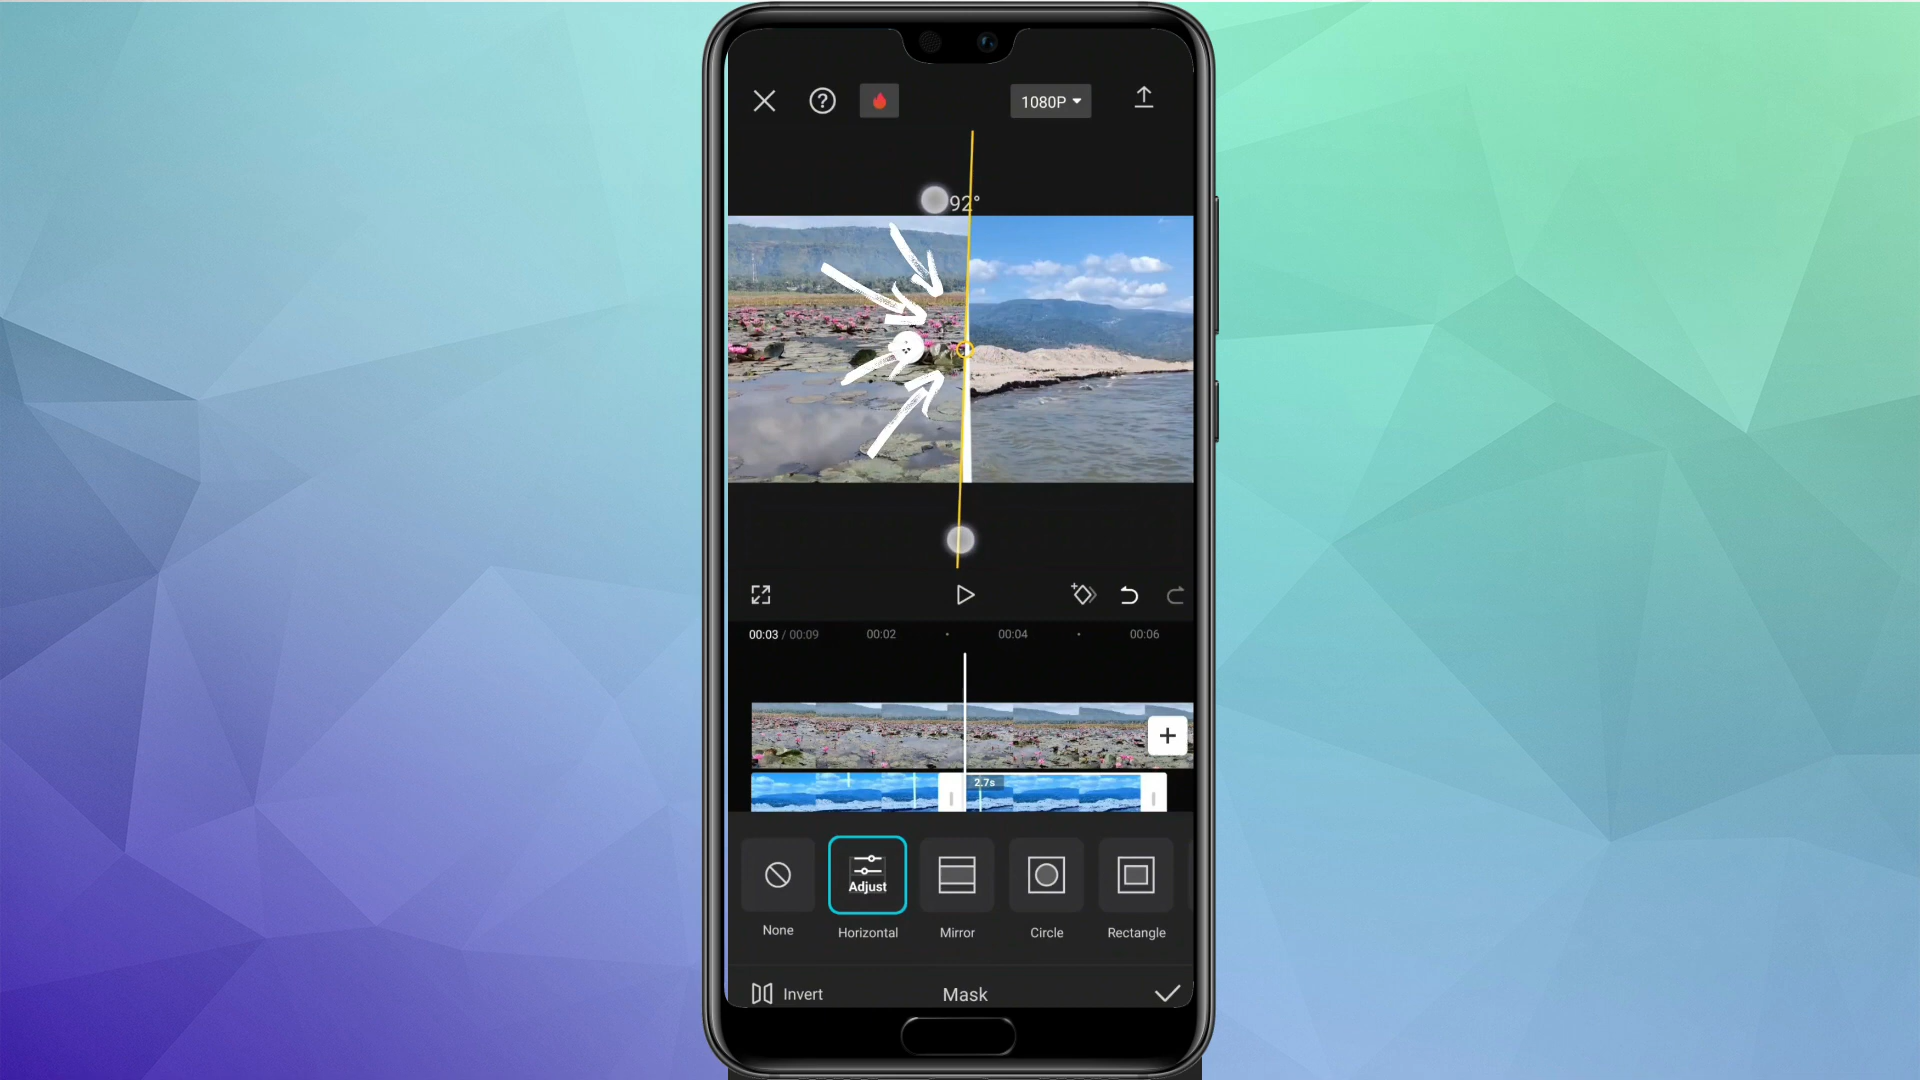 1080P
92°
00:03 / 00:09 00:02 00:04 00:06
2.7s
Adjust
None Horizontal Mirror Circle Rectangle
Invert Mask